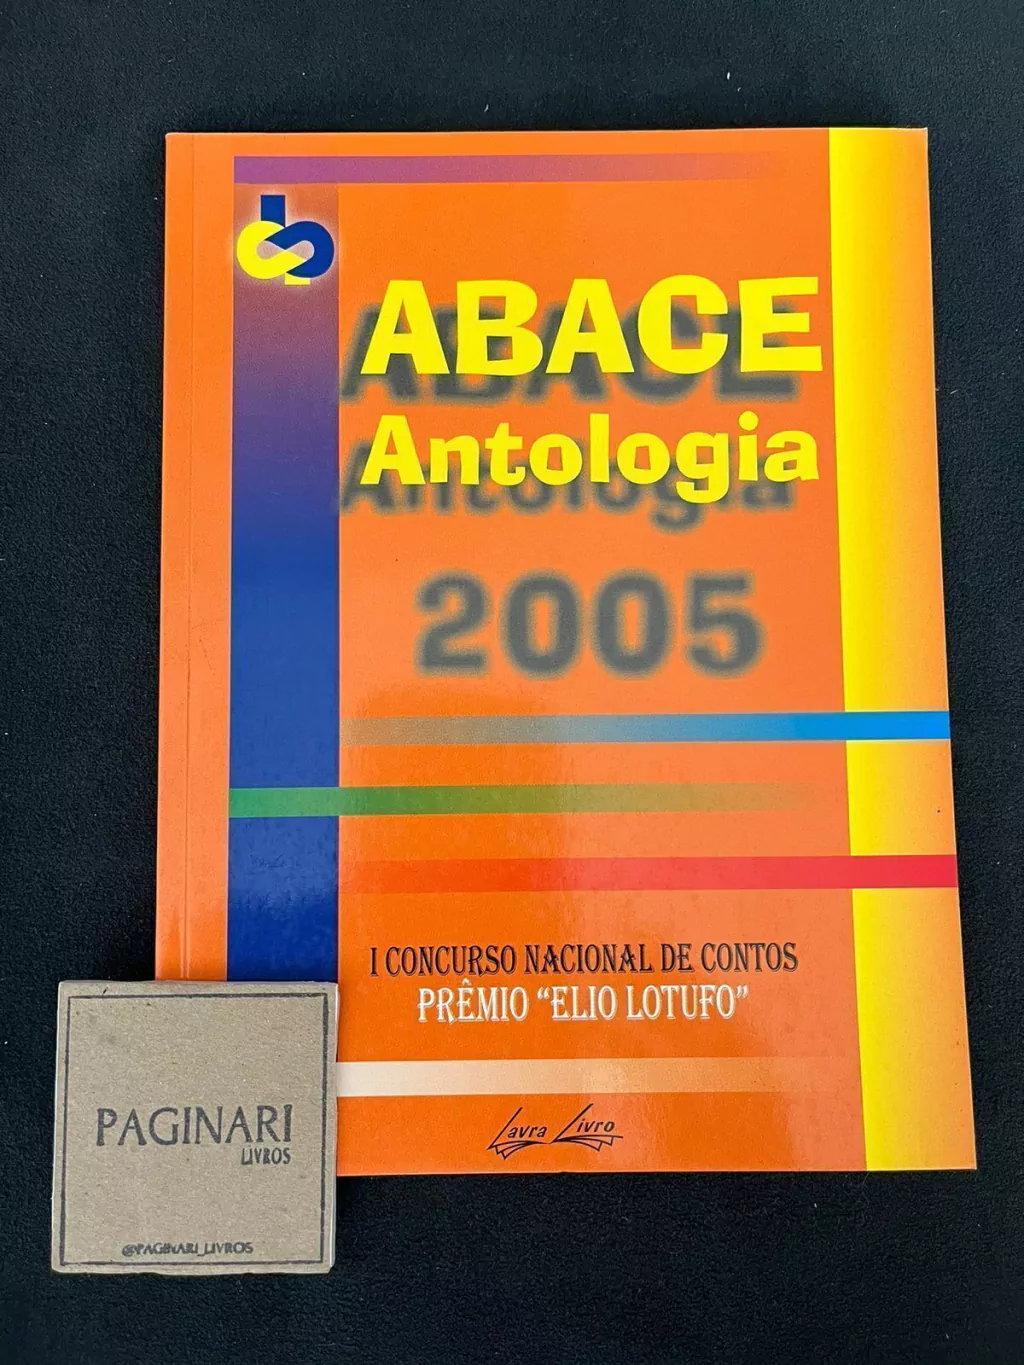 ABACE
Antologia
2005
I CONCURSO NACIONAL DE CONTOS
PRÊMIO “ELIO LOTUFO”
Lavra Livro
PAGINARI
LIVROS
@PAGINARI_LIVROS